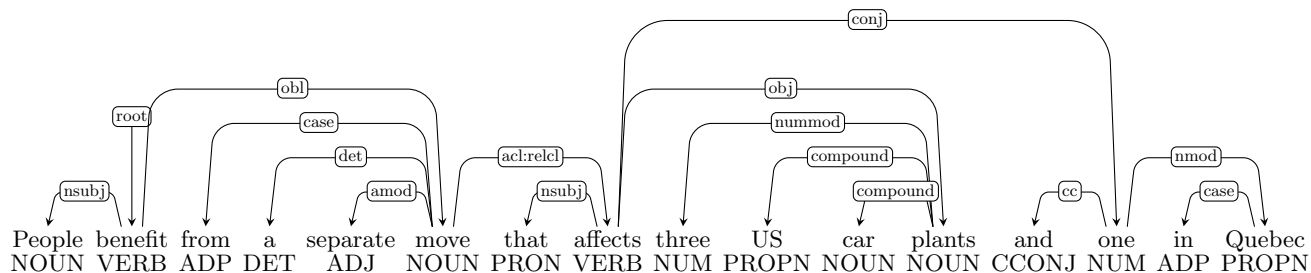 conj
obl obj
root
case nummod
det acl:relcl compound nmod
nsubj amod nsubj compound cc case
People benefit from a separate move that affects three US car plants and one in Quebec
NOUN VERB ADP DET ADJ NOUN PRON VERB NUM PROPN NOUN NOUN CCONJ NUM ADP PROPN